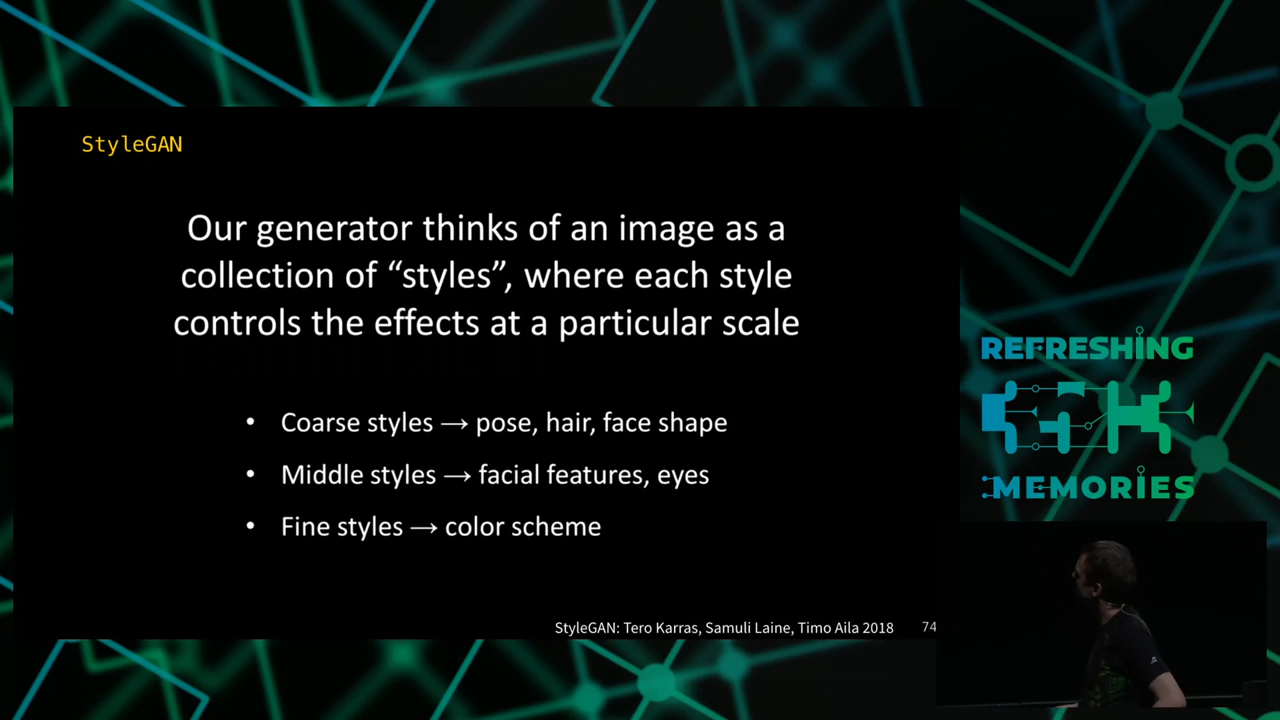 StyleGAN
Our generator thinks of an image as a
collection of “styles”, where each style
controls the effects at a particular scale
• Coarse styles → pose, hair, face shape
• Middle styles → facial features, eyes
• Fine styles → color scheme
StyleGAN: Tero Karras, Samuli Laine, Timo Aila 2018 74
REFRESHING
MEMORIES